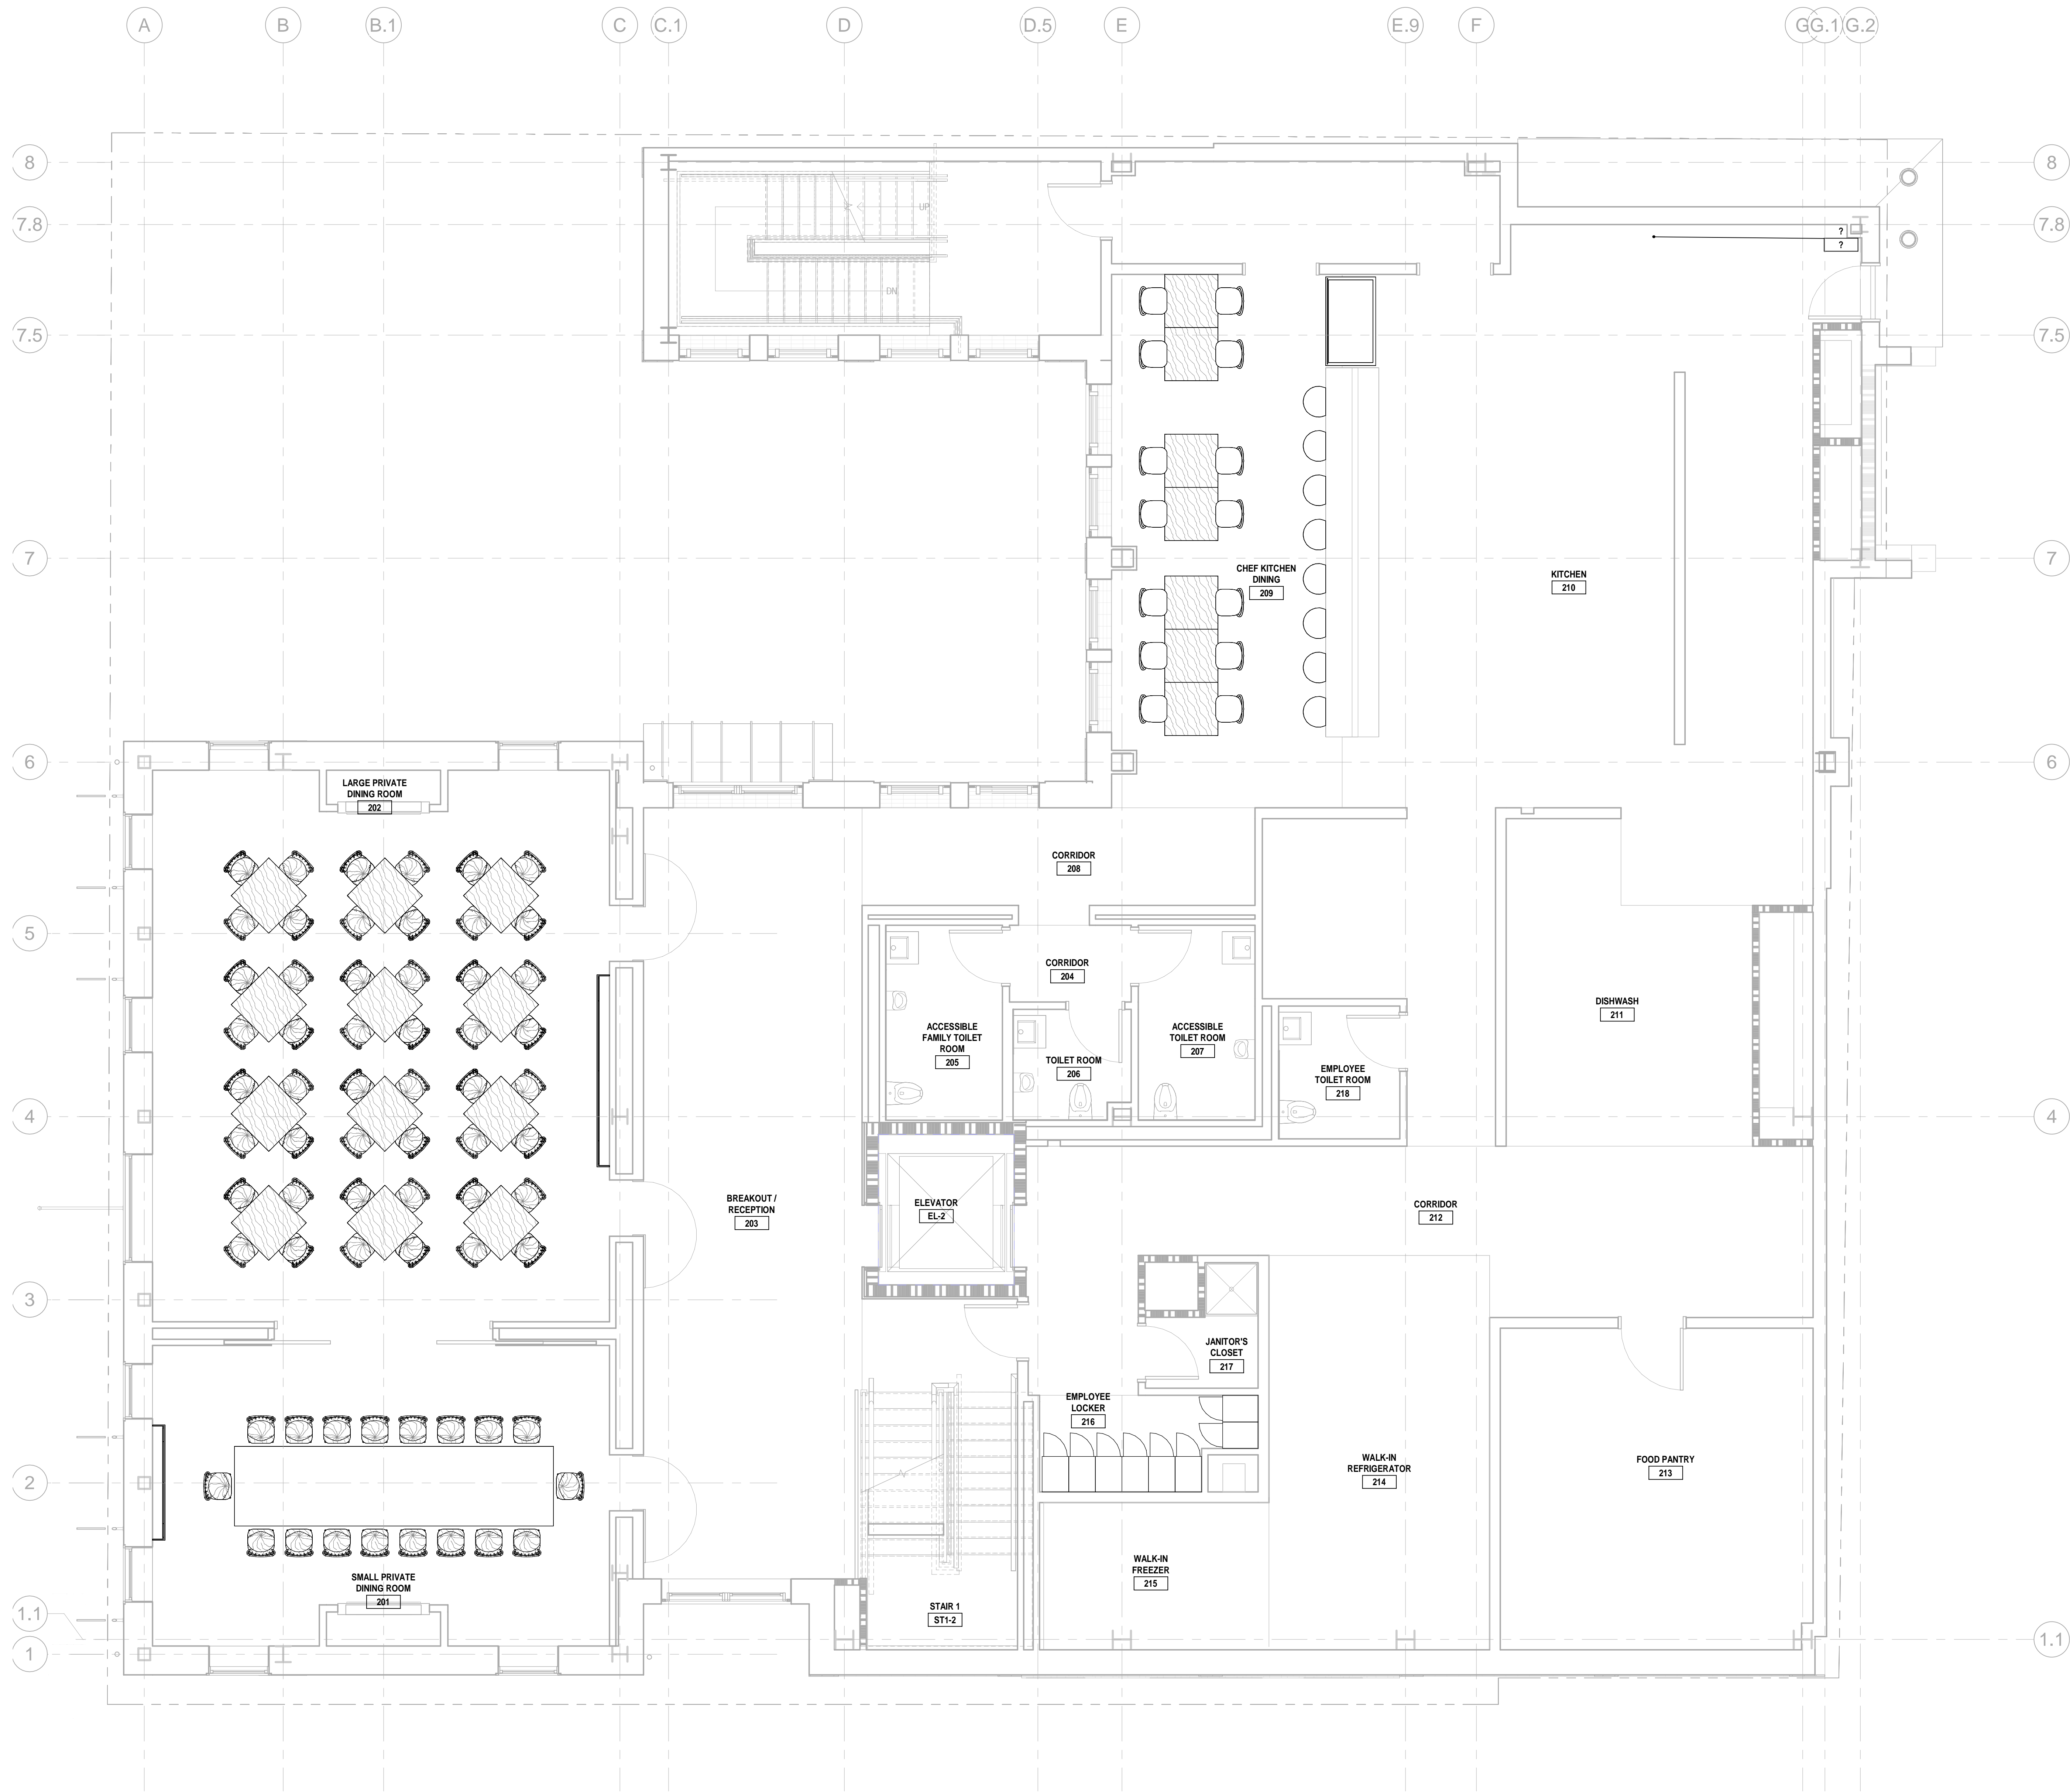 A
B
B.1
C
C.1
D
D.5
E
E.9
F
G
G.1
G.2
8
8
7.8
7.8
UP
?
?
DN
7.5
7.5
7
7
CHEF KITCHEN
DINING
209
KITCHEN
210
6
6
LARGE PRIVATE
DINING ROOM
202
CORRIDOR
208
5
CORRIDOR
204
DISHWASH
211
ACCESSIBLE
FAMILY TOILET
ROOM
205
ACCESSIBLE
TOILET ROOM
207
TOILET ROOM
206
EMPLOYEE
TOILET ROOM
218
4
4
BREAKOUT /
RECEPTION
203
ELEVATOR
EL-2
CORRIDOR
212
3
JANITOR'S
CLOSET
217
EMPLOYEE
LOCKER
216
2
WALK-IN
REFRIGERATOR
214
FOOD PANTRY
213
SMALL PRIVATE
DINING ROOM
201
WALK-IN
FREEZER
215
STAIR 1
ST1-2
1.1
1
1.1